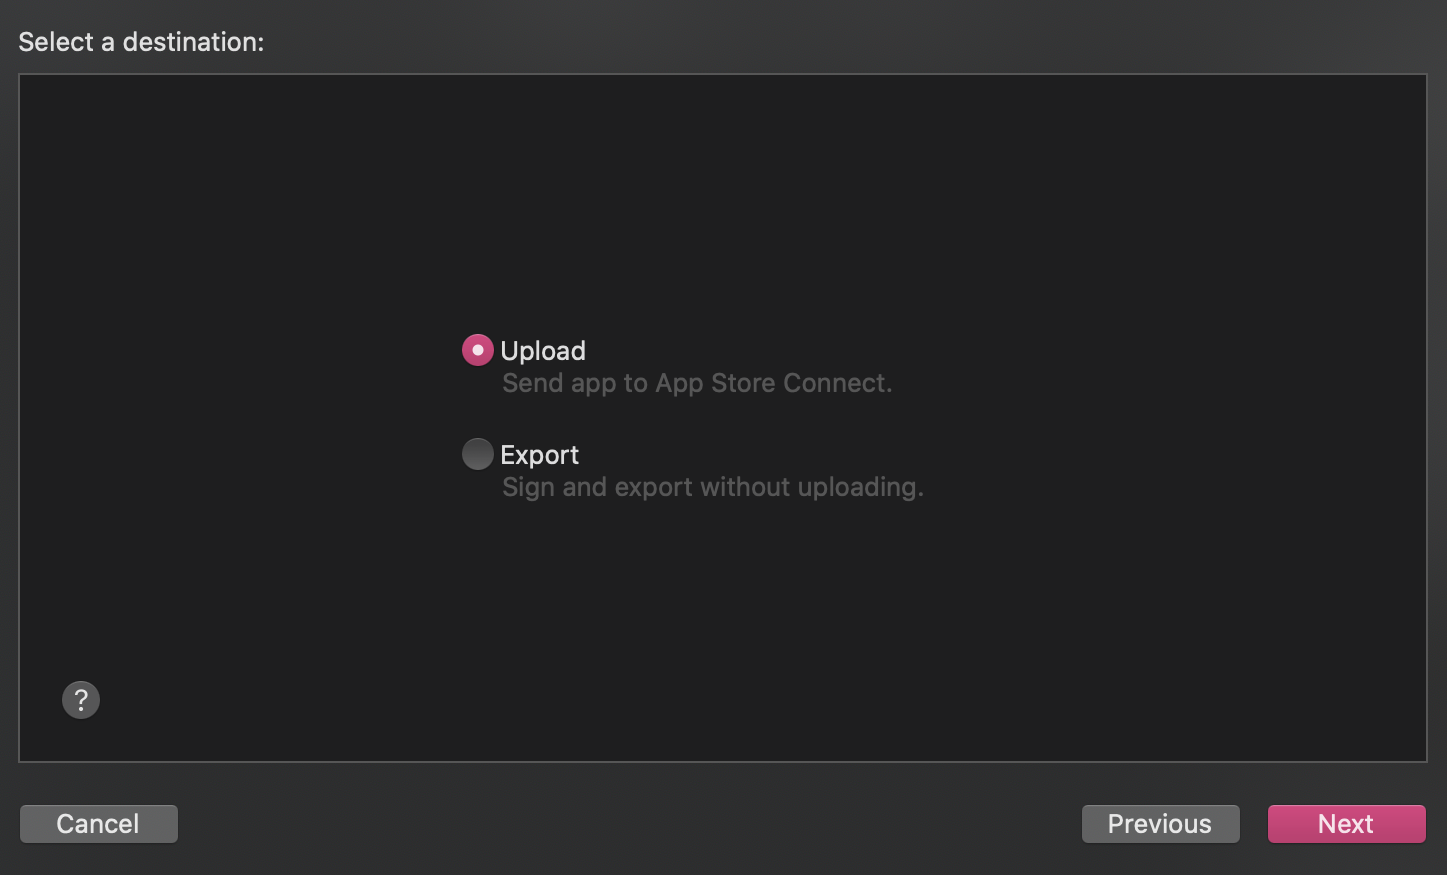 Select a destination:
Upload
Send app to App Store Connect.
Export
Sign and export without uploading.
?
Cancel
Previous
Next